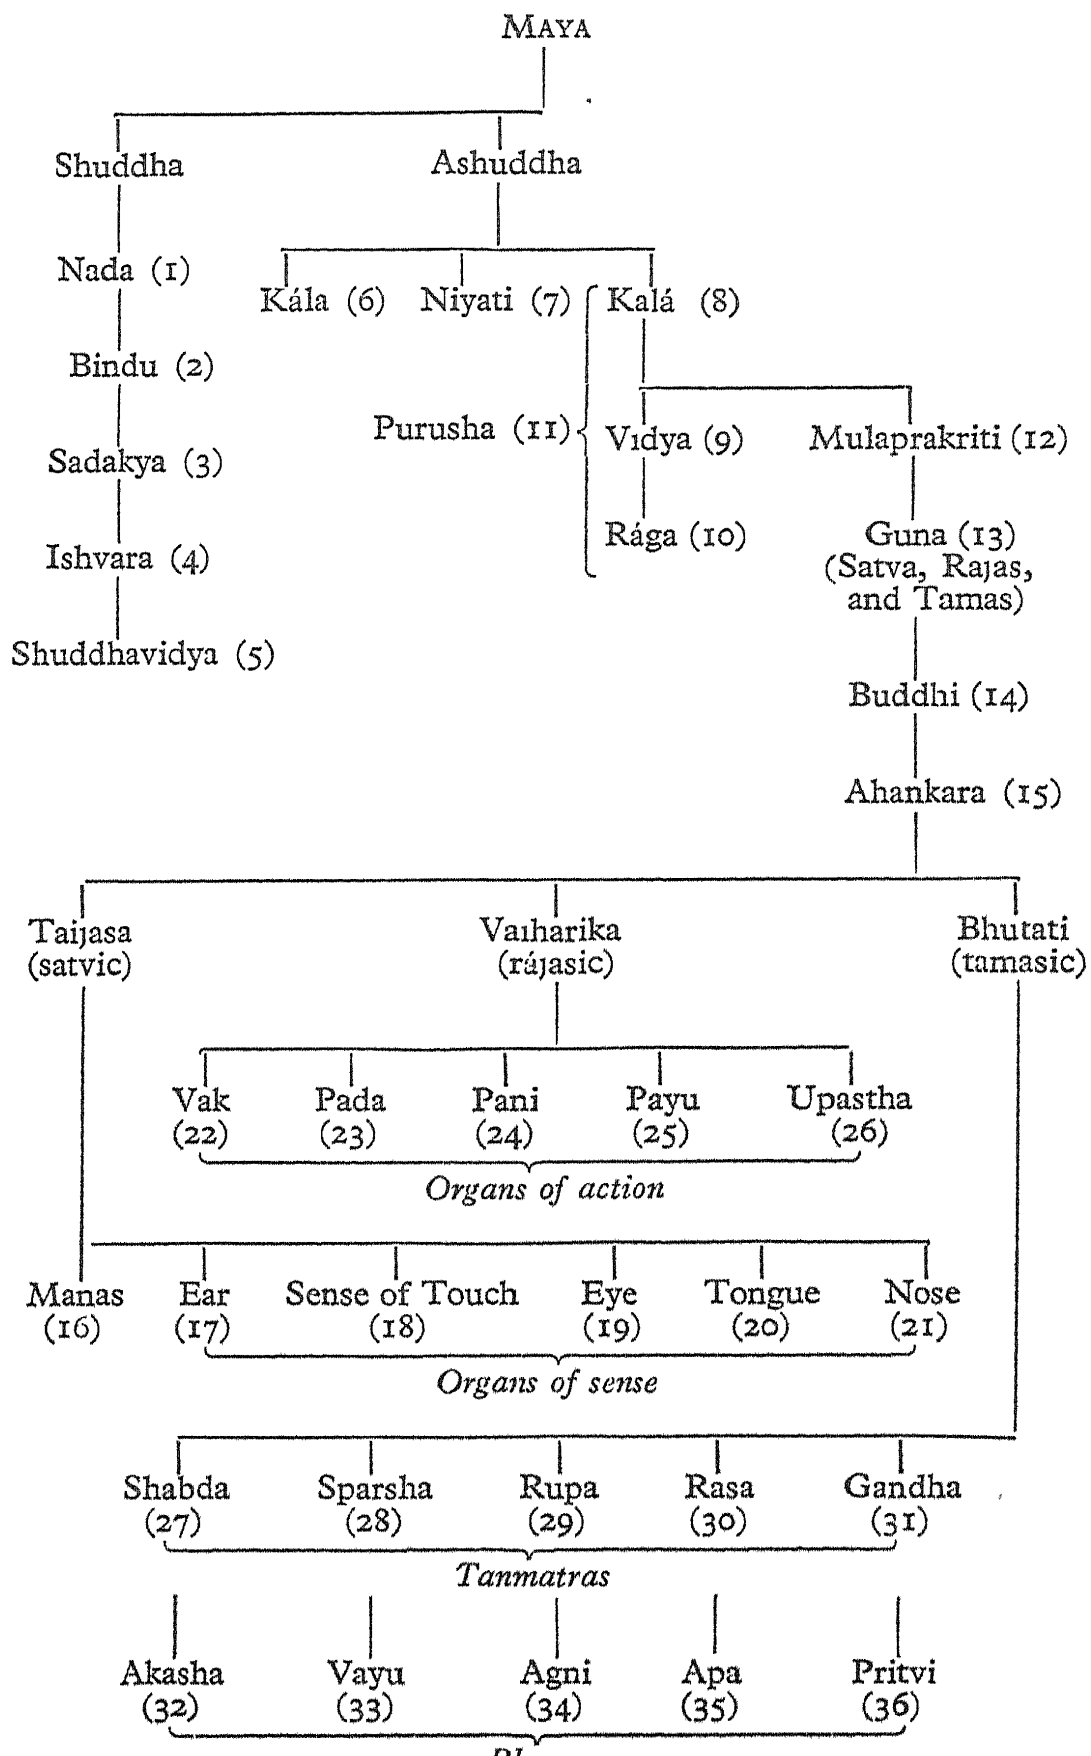 MAYA
Shuddha Ashuddha
Nada (1)
Kála (6) Niyati (7) Kalá (8)
Bindu (2)
Purusha (11) Vidya (9) Mulaprakriti (12)
Sadakya (3)
Rága (10) Guna (13)
Ishvara (4) (Satva, Rajas,
and Tamas)
Shuddhavidya (5)
Buddhi (14)
Ahankara (15)
Taijasa Vaiharika Bhutati
(satvic) (rájasic) (tamasic)
Vak Pada Pani Payu Upastha
(22) (23) (24) (25) (26)
Organs of action
Manas Ear Sense of Touch Eye Tongue Nose
(16) (17) (18) (19) (20) (21)
Organs of sense
Shabda Sparsha Rupa Rasa Gandha
(27) (28) (29) (30) (31)
Tanmatras
Akasha Vayu Agni Apa Pritvi
(32) (33) (34) (35) (36)